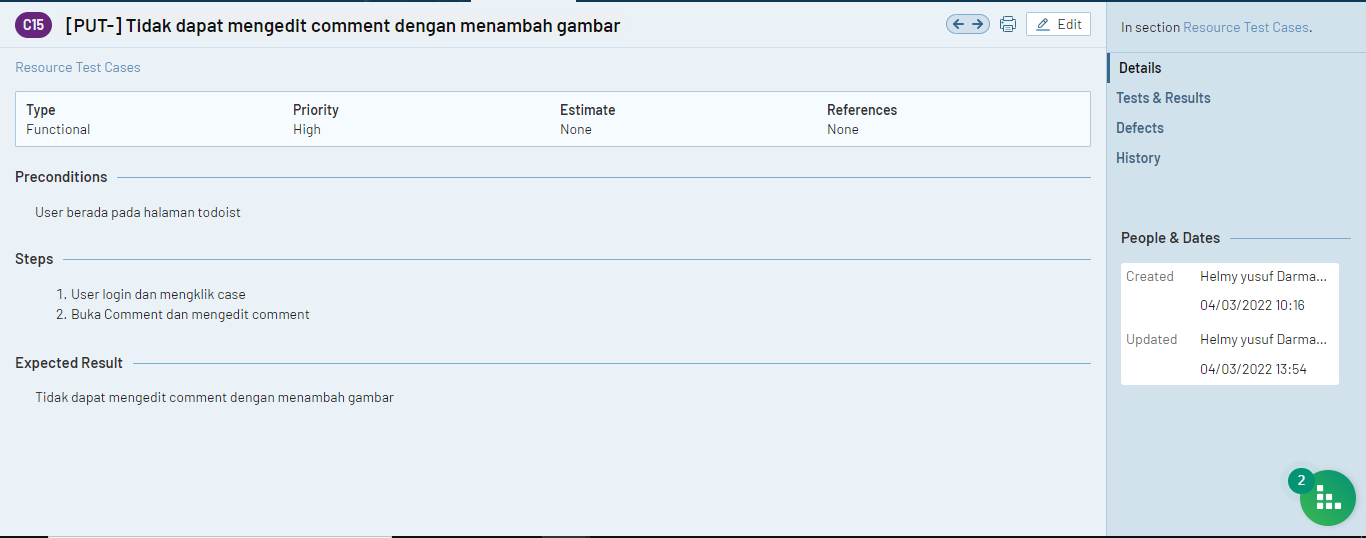 C15 [PUT-] Tidak dapat mengedit comment dengan menambah gambar
Edit
Resource Test Cases
Type Priority Estimate References
Functional High None None
Preconditions
User berada pada halaman todoist
Steps
1. User login dan mengklik case
2. Buka Comment dan mengedit comment
Expected Result
Tidak dapat mengedit comment dengan menambah gambar
In section Resource Test Cases.
Details
Tests & Results
Defects
History
People & Dates
Created Helmy yusuf Darma...
04/03/2022 10:16
Updated Helmy yusuf Darma...
04/03/2022 13:54
2